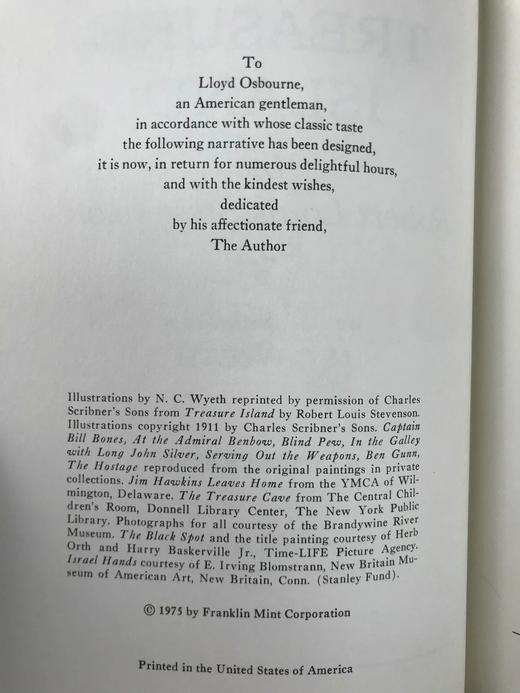 To
Lloyd Osbourne,
an American gentleman,
in accordance with whose classic taste
the following narrative has been designed,
it is now, in return for numerous delightful hours,
and with the kindest wishes,
dedicated
by his affectionate friend,
The Author
Illustrations by N. C. Wyeth reprinted by permission of Charles
Scribner's Sons from Treasure Island by Robert Louis Stevenson.
Illustrations copyright 1911 by Charles Scribner's Sons. Captain
Bill Bones, At the Admiral Benbow, Blind Pew, In the Galley
with Long John Silver, Serving Out the Weapons, Ben Gunn,
The Hostage reproduced from the original paintings in private
collections. Jim Hawkins Leaves Home from the YMCA of Wil-
mington, Delaware. The Treasure Cave from The Central Chil-
dren's Room, Donnell Library Center, The New York Public
Library. Photographs for all courtesy of the Brandywine River
Museum. The Black Spot and the title painting courtesy of Herb
Orth and Harry Baskerville Jr., Time-LIFE Picture Agency.
Israel Hands courtesy of E. Irving Blomstrann, New Britain Mu-
seum of American Art, New Britain, Conn. (Stanley Fund).
© 1975 by Franklin Mint Corporation
Printed in the United States of America